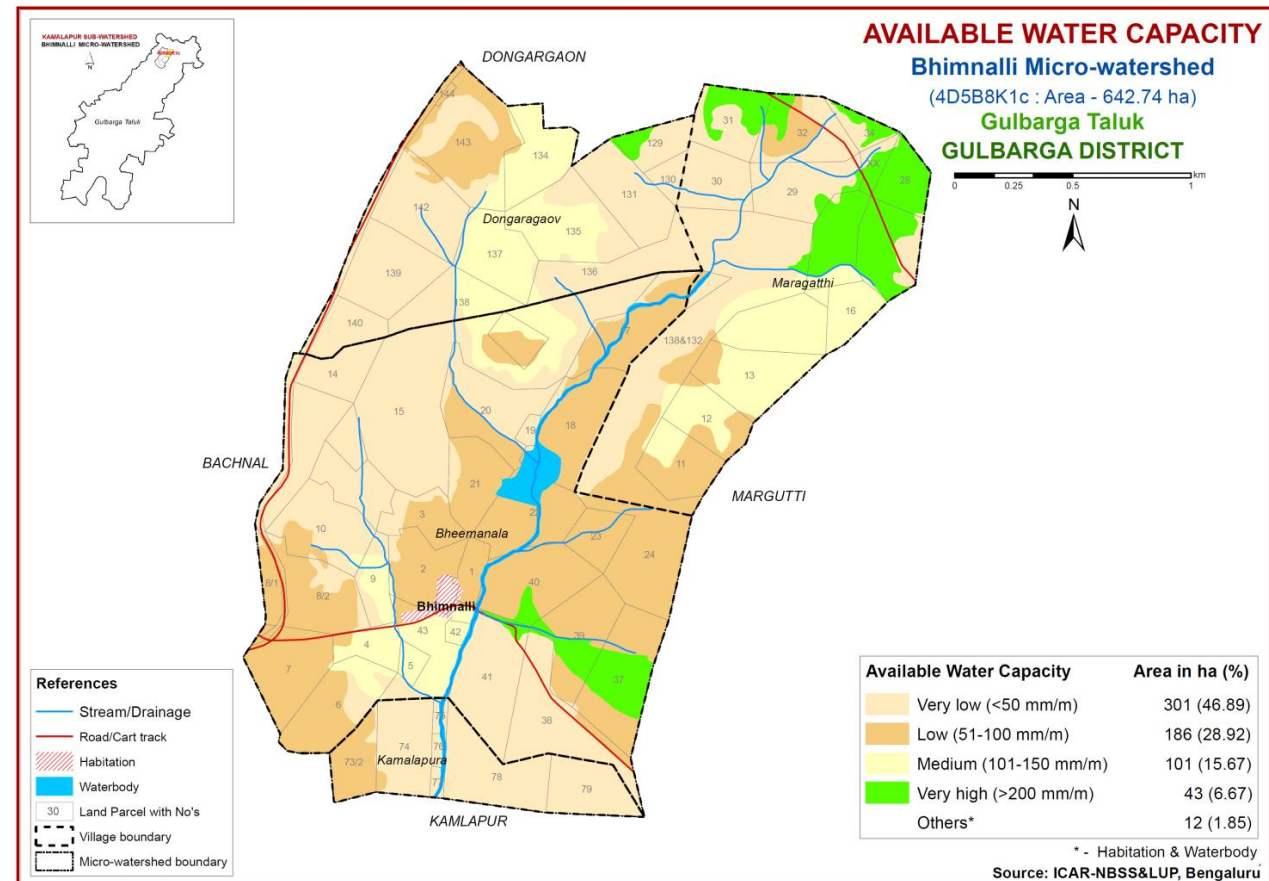 KAMALAPUR SUB-WATERSHED
BHIMNALLI MICRO-WATERSHED
N
Gulbarga Taluk
AVAILABLE WATER CAPACITY
Bhimnalli Micro-watershed
(4D5B8K1c : Area - 642.74 ha)
Gulbarga Taluk
GULBARGA DISTRICT
0 0.25 0.5 1 km
N
DONGARGAON
144
143
134
129
31
32
34
XX
28
130
131
30
29
142
Dongaragaov
135
137
136
139
138
140
Maragatthi
16
17
138&132
14
15
13
20
19
18
12
11
BACHNAL
MARGUTTI
21
22
3
Bheemanala
23
24
10
2
1
40
9
8/1
8/2
Bhimnalli
43
42
39
4
5
7
6
41
37
38
75
74
76
Kamalapura
73/2
77
78
79
KAMLAPUR
References
Stream/Drainage
Road/Cart track
Habitation
Waterbody
30 Land Parcel with No's
Village boundary
Micro-watershed boundary
Available Water Capacity Area in ha (%)
Very low (<50 mm/m) 301 (46.89)
Low (51-100 mm/m) 186 (28.92)
Medium (101-150 mm/m) 101 (15.67)
Very high (>200 mm/m) 43 (6.67)
Others* 12 (1.85)
* - Habitation & Waterbody
Source: ICAR-NBSS&LUP, Bengaluru